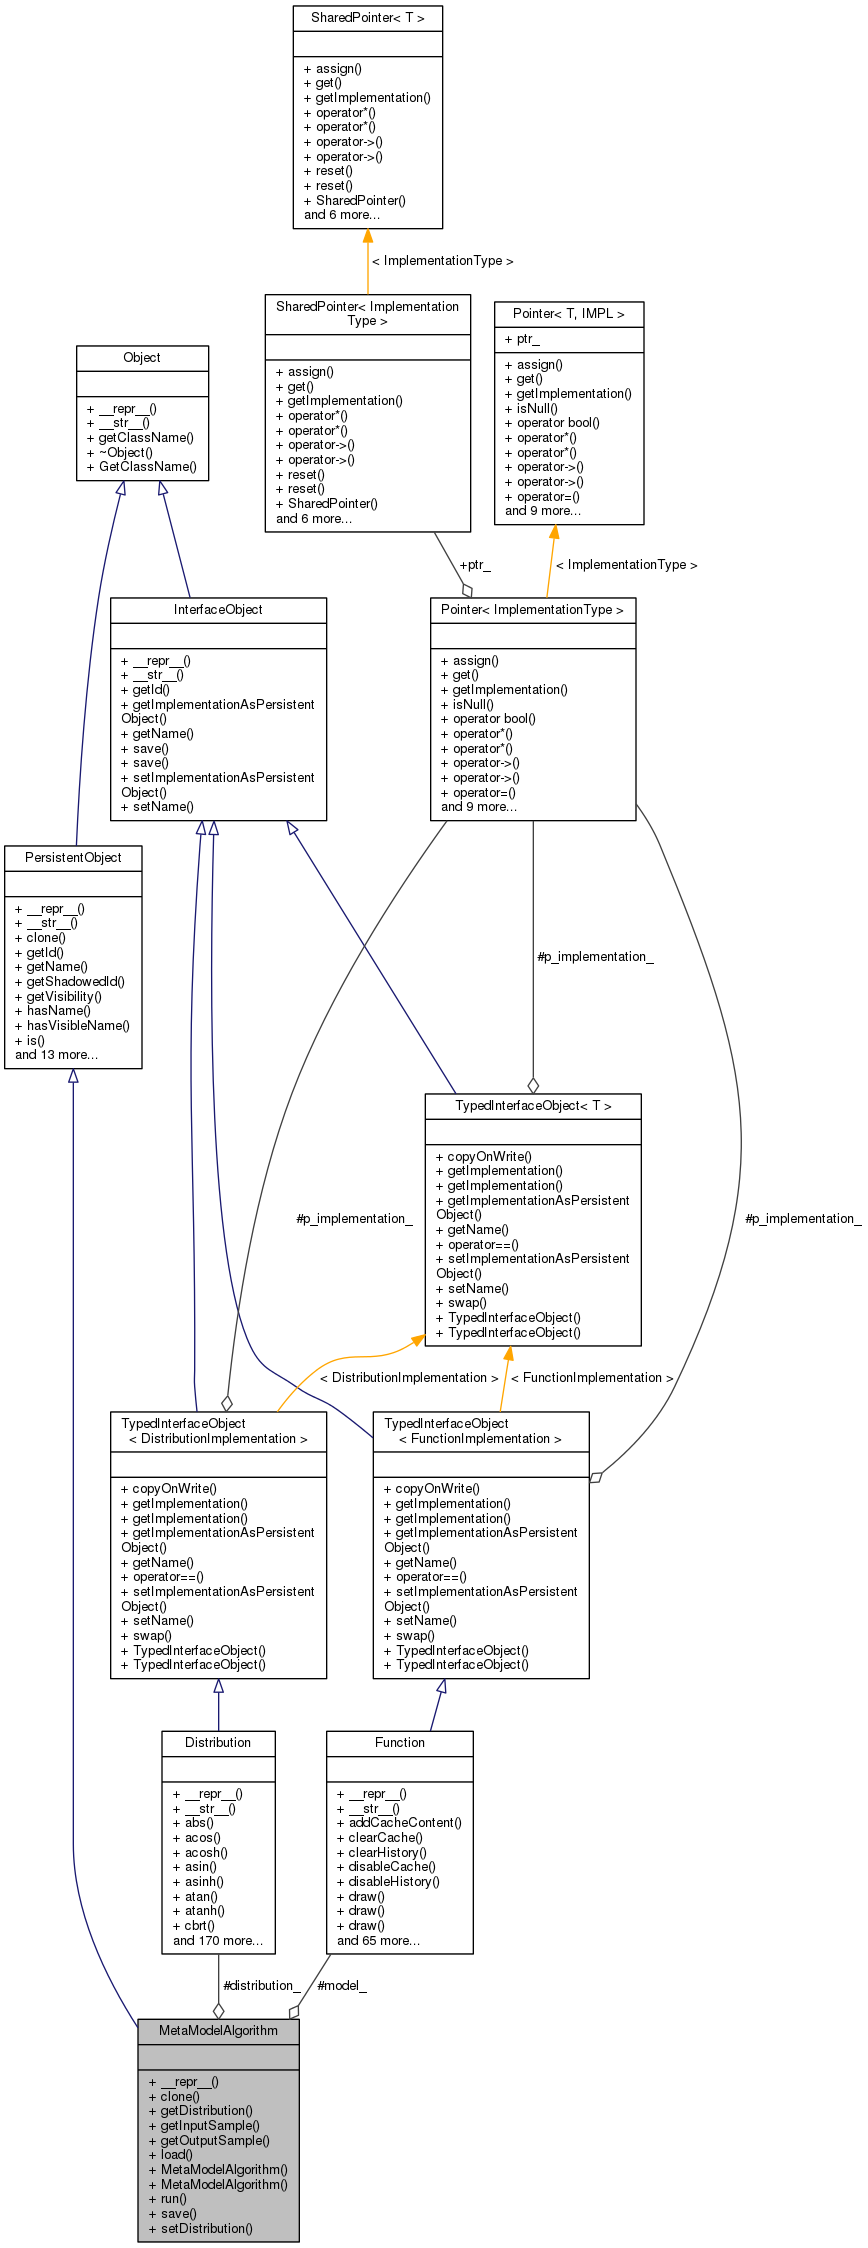 SharedPointer< T >
+ assign()
+ get()
+ getImplementation()
+ operator*()
+ operator*()
+ operator->()
+ operator->()
+ reset()
+ reset()
+ SharedPointer()
and 6 more...
< ImplementationType >
SharedPointer< Implementation
Type >
+ assign()
+ get()
+ getImplementation()
+ operator*()
+ operator*()
+ operator->()
+ operator->()
+ reset()
+ reset()
+ SharedPointer()
and 6 more...
Pointer< T, IMPL >
+ ptr_
+ assign()
+ get()
+ getImplementation()
+ isNull()
+ operator bool()
+ operator*()
+ operator*()
+ operator->()
+ operator->()
+ operator=()
and 9 more...
Object
+ __repr__()
+ __str__()
+ getClassName()
+ ~Object()
+ GetClassName()
+ptr_
< ImplementationType >
InterfaceObject
+ __repr__()
+ __str__()
+ getId()
+ getImplementationAsPersistent
Object()
+ getName()
+ save()
+ save()
+ setImplementationAsPersistent
Object()
+ setName()
Pointer< ImplementationType >
+ assign()
+ get()
+ getImplementation()
+ isNull()
+ operator bool()
+ operator*()
+ operator*()
+ operator->()
+ operator->()
+ operator=()
and 9 more...
PersistentObject
+ __repr__()
+ __str__()
+ clone()
+ getId()
+ getName()
+ getShadowedId()
+ getVisibility()
+ hasName()
+ hasVisibleName()
+ is()
and 13 more...
#p_implementation_
TypedInterfaceObject< T >
+ copyOnWrite()
+ getImplementation()
+ getImplementation()
+ getImplementationAsPersistent
Object()
+ getName()
+ operator==()
+ setImplementationAsPersistent
Object()
+ setName()
+ swap()
+ TypedInterfaceObject()
+ TypedInterfaceObject()
#p_implementation_
#p_implementation_
< DistributionImplementation >
< FunctionImplementation >
TypedInterfaceObject
< DistributionImplementation >
+ copyOnWrite()
+ getImplementation()
+ getImplementation()
+ getImplementationAsPersistent
Object()
+ getName()
+ operator==()
+ setImplementationAsPersistent
Object()
+ setName()
+ swap()
+ TypedInterfaceObject()
+ TypedInterfaceObject()
TypedInterfaceObject
< FunctionImplementation >
+ copyOnWrite()
+ getImplementation()
+ getImplementation()
+ getImplementationAsPersistent
Object()
+ getName()
+ operator==()
+ setImplementationAsPersistent
Object()
+ setName()
+ swap()
+ TypedInterfaceObject()
+ TypedInterfaceObject()
Distribution
+ __repr__()
+ __str__()
+ abs()
+ acos()
+ acosh()
+ asin()
+ asinh()
+ atan()
+ atanh()
+ cbrt()
and 170 more...
Function
+ __repr__()
+ __str__()
+ addCacheContent()
+ clearCache()
+ clearHistory()
+ disableCache()
+ disableHistory()
+ draw()
+ draw()
+ draw()
and 65 more...
#distribution_
#model_
MetaModelAlgorithm
+ __repr__()
+ clone()
+ getDistribution()
+ getInputSample()
+ getOutputSample()
+ load()
+ MetaModelAlgorithm()
+ MetaModelAlgorithm()
+ run()
+ save()
+ setDistribution()